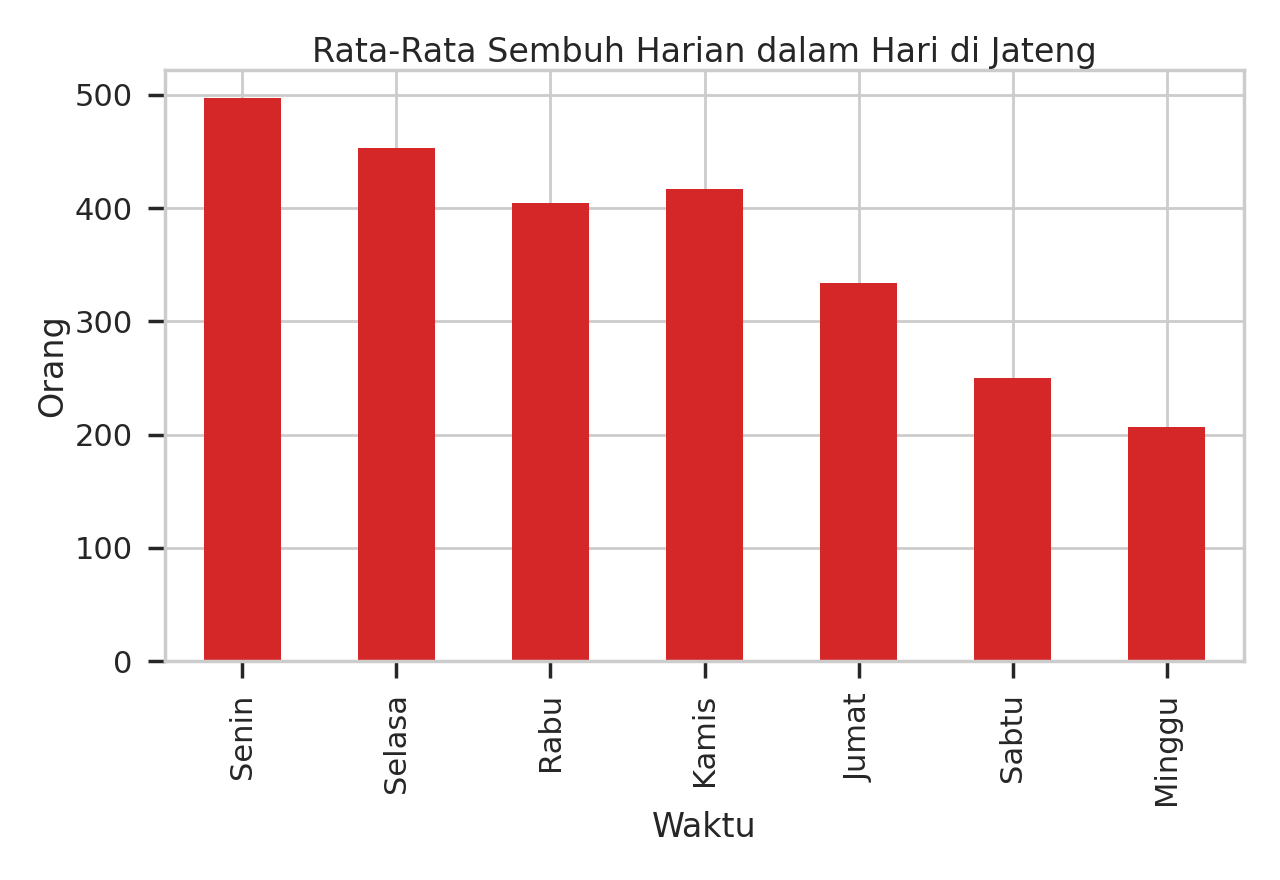 Rata-Rata Sembuh Harian dalam Hari di Jateng
Orang
500
400
300
200
100
0
Senin
Selasa
Rabu
Kamis
Jumat
Sabtu
Minggu
Waktu